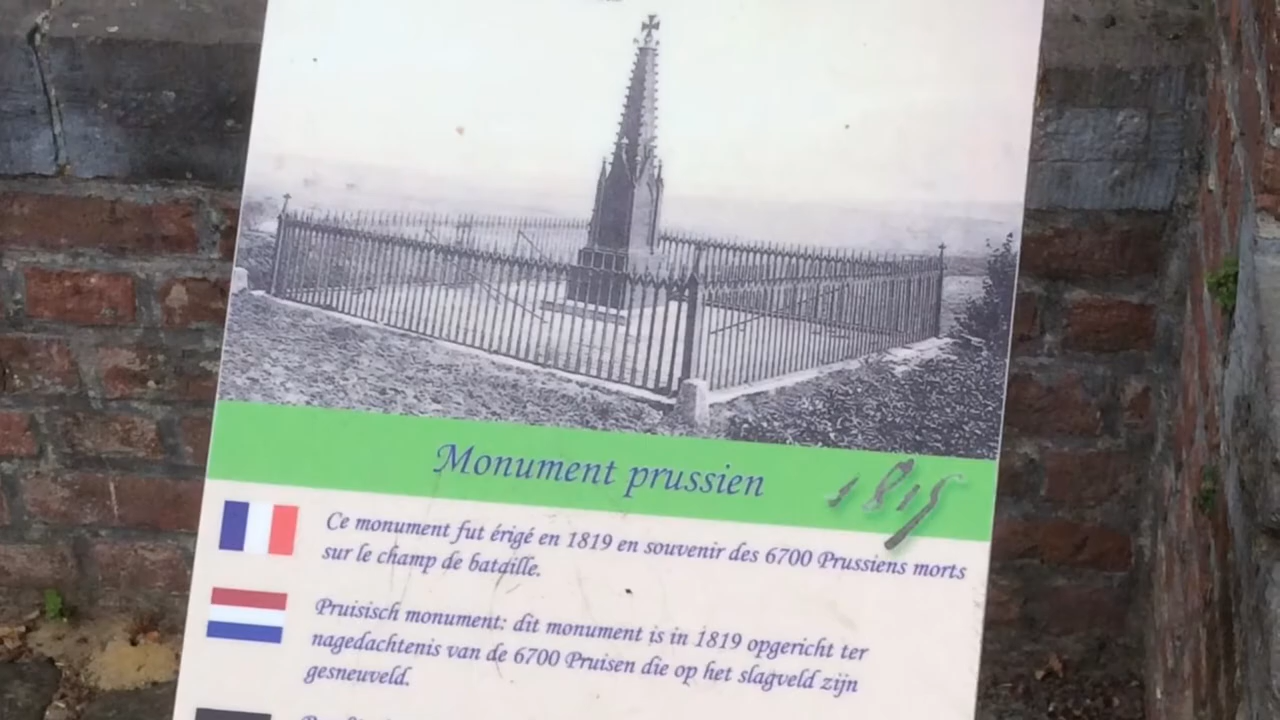 Monument prussien
1815
Ce monument fut érigé en 1819 en souvenir des 6700 Prussiens morts
sur le champ de bataille.
Pruisisch monument: dit monument is in 1819 opgericht ter
nagedachtenis van de 6700 Pruisen die op het slagveld zijn
gesneuveld.